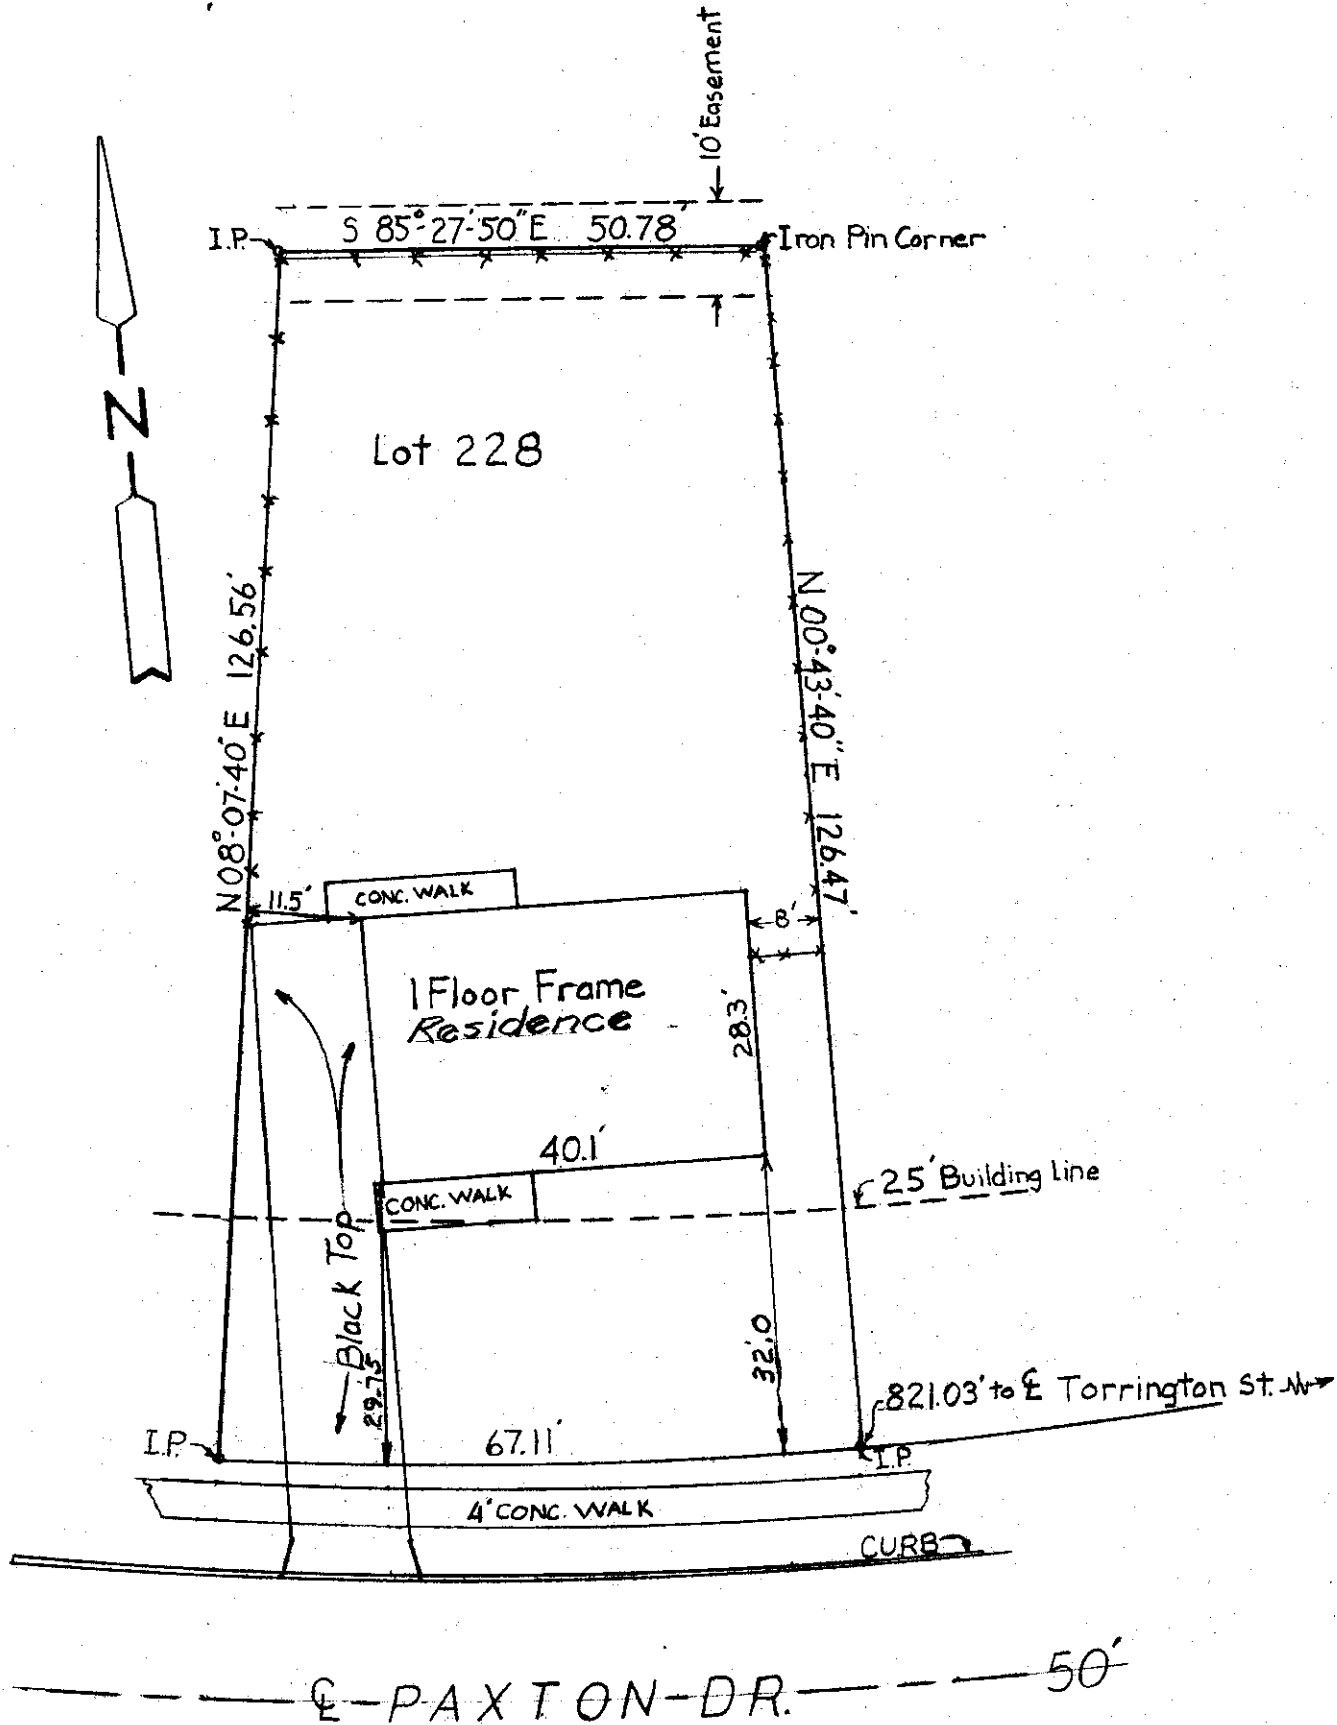 10' Easement
S 85°-27'-50" E 50.78'
I.P.
Iron Pin Corner
N
Lot 228
N 08°-07'-40" E 126.56'
N 00°-43'-40" E 126.47'
11.5'
CONC. WALK
8'
1 Floor Frame
Residence
28.3'
40.1'
CONC. WALK
25' Building Line
Black Top
29.75
32'.0
821.03' to ℄ Torrington St.
I.P.
67.11'
I.P.
4' CONC. WALK
CURB
℄ - PAXTON - DR. 50'